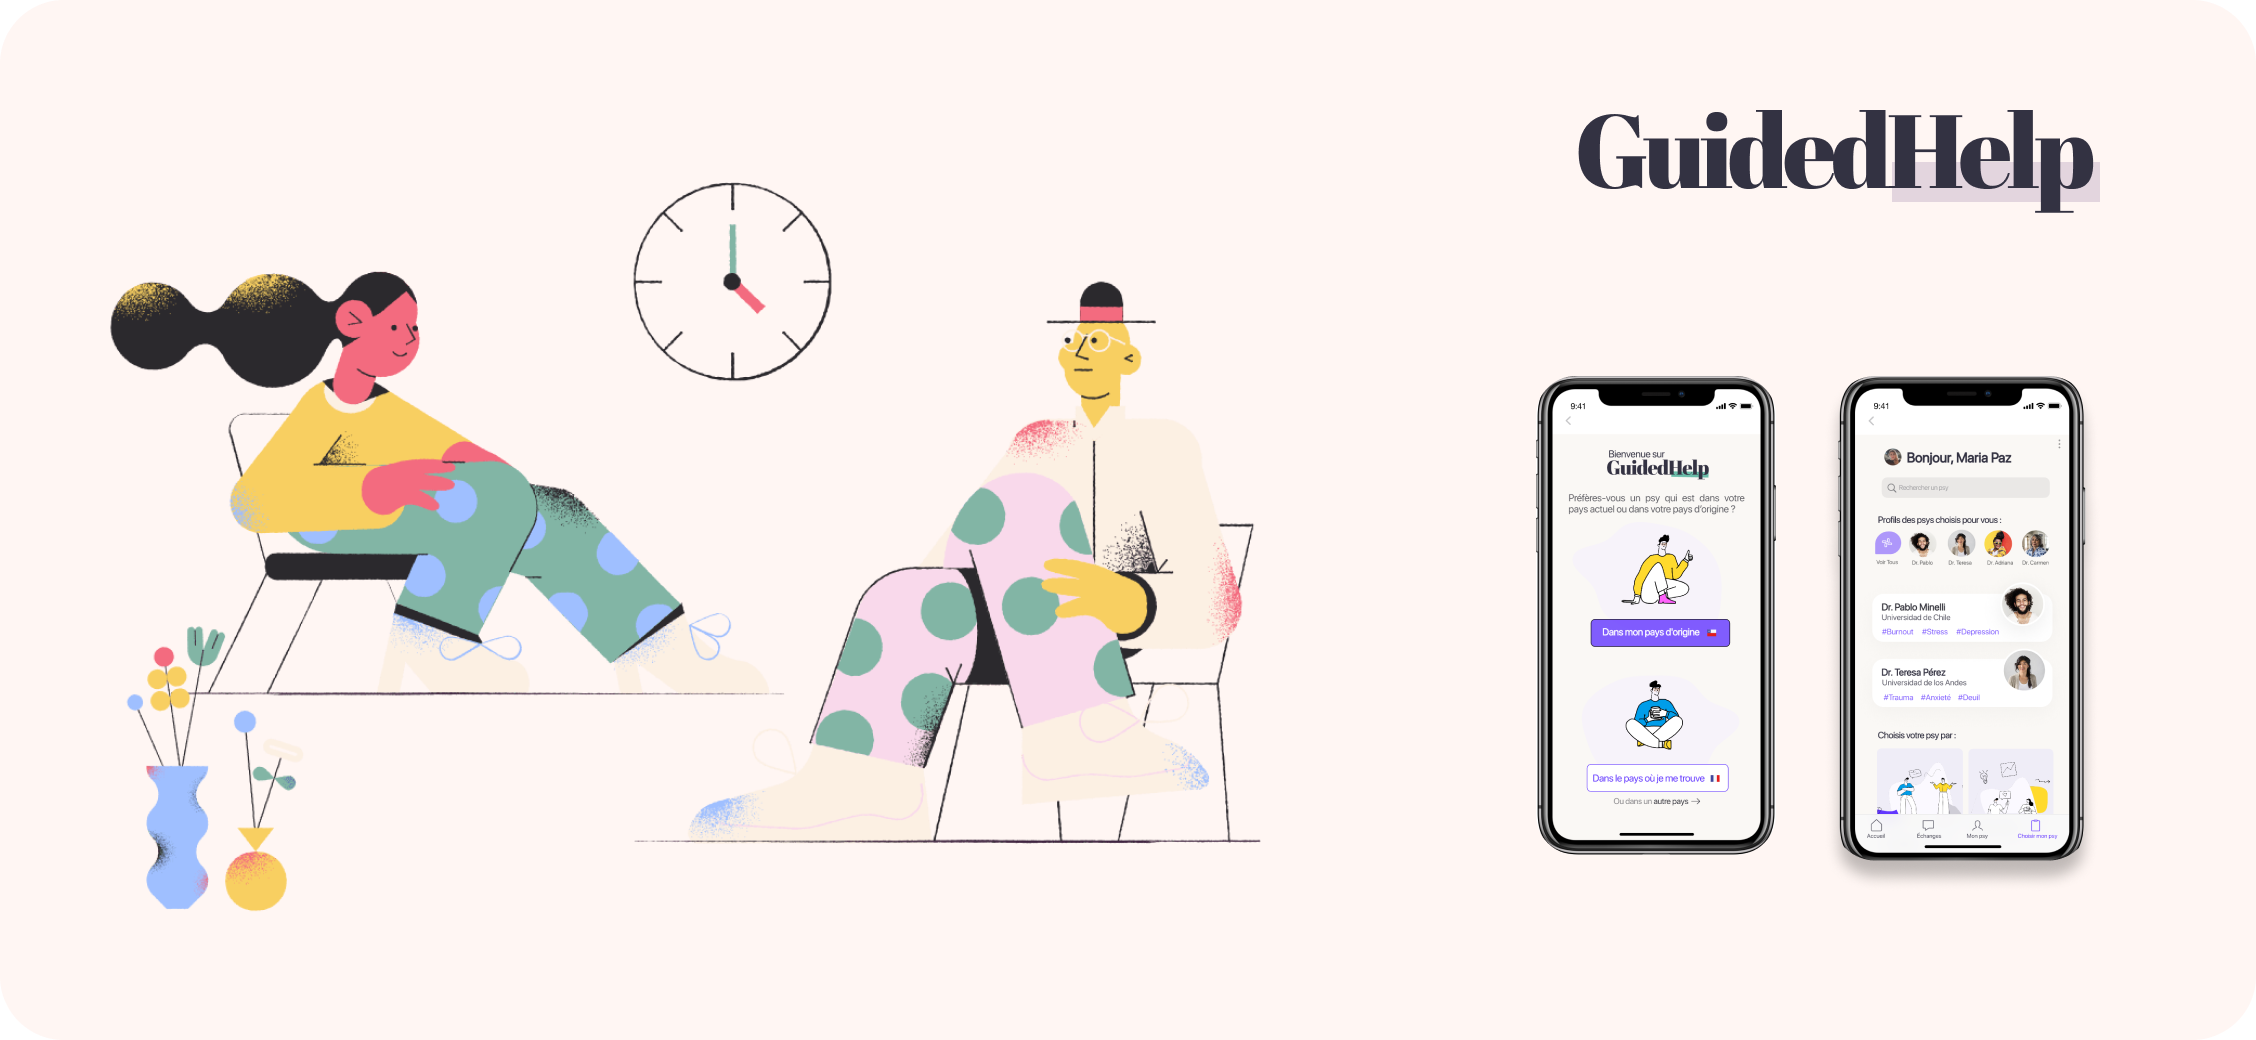 GuidedHelp
9:41
Bienvenue sur
GuidedHelp
Préfères-vous un psy qui est dans votre
pays actuel ou dans votre pays d'origine ?
Dans mon pays d'origine
Dans le pays où je me trouve
Ou dans un autre pays →
9:41
Bonjour, Maria Paz
Rechercher un psy
Profils des psys choisis pour vous :
Voir Tous Dr. Pablo Dr. Teresa Dr. Adriana Dr. Carmen
Dr. Pablo Minelli
Universidad de Chile
#Burnout #Stress #Depression
Dr. Teresa Pérez
Universidad de los Andes
#Trauma #Anxieté #Deuil
Choisis votre psy par :
Accueil Échanges Mon psy Choisir mon psy